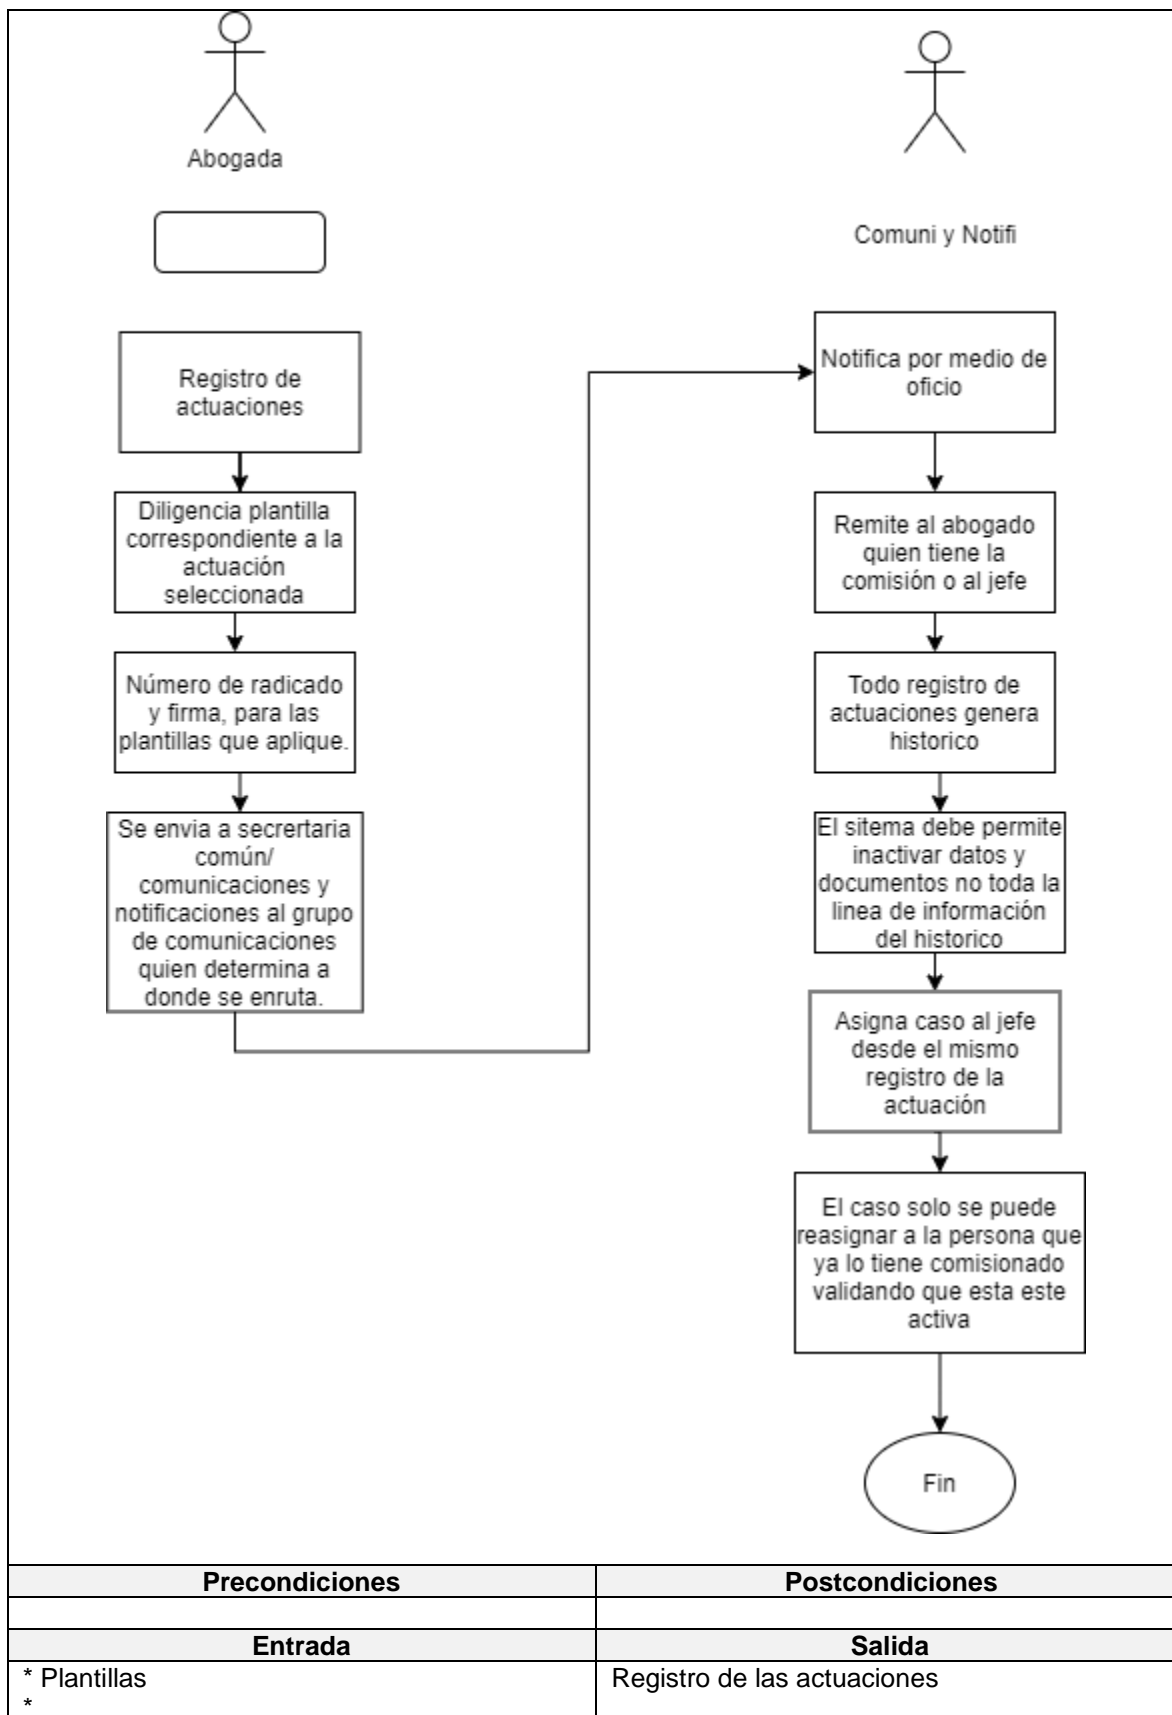 Abogada
Registro de
actuaciones
Diligencia plantilla
correspondiente a la
actuación
seleccionada
Número de radicado
y firma, para las
plantillas que aplique.
Se envia a secrertaria
común/
comunicaciones y
notificaciones al grupo
de comunicaciones
quien determina a
donde se enruta.
Comuni y Notifi
Notifica por medio de
oficio
Remite al abogado
quien tiene la
comisión o al jefe
Todo registro de
actuaciones genera
historico
El sitema debe permite
inactivar datos y
documentos no toda la
linea de información
del historico
Asigna caso al jefe
desde el mismo
registro de la
actuación
El caso solo se puede
reasignar a la persona que
ya lo tiene comisionado
validando que esta este
activa
Fin
Precondiciones
Postcondiciones
Entrada
Salida
* Plantillas
*
Registro de las actuaciones